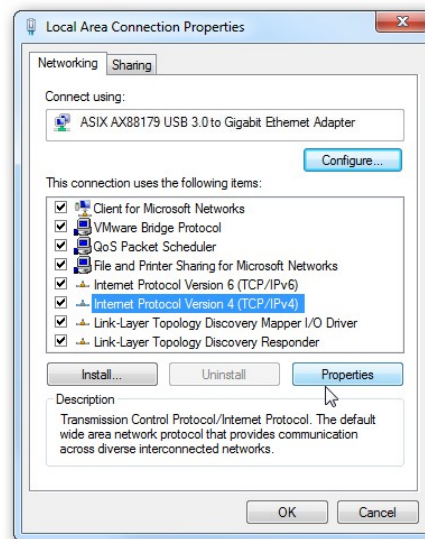 Local Area Connection Properties
Networking
Sharing
Connect using:
ASIX AX88179 USB 3.0 to Gigabit Ethernet Adapter
Configure...
This connection uses the following items:
Client for Microsoft Networks
VMware Bridge Protocol
QoS Packet Scheduler
File and Printer Sharing for Microsoft Networks
Internet Protocol Version 6 (TCP/IPv6)
Internet Protocol Version 4 (TCP/IPv4)
Link-Layer Topology Discovery Mapper I/O Driver
Link-Layer Topology Discovery Responder
Install...
Uninstall
Properties
Description
Transmission Control Protocol/Internet Protocol. The default
wide area network protocol that provides communication
across diverse interconnected networks.
OK
Cancel